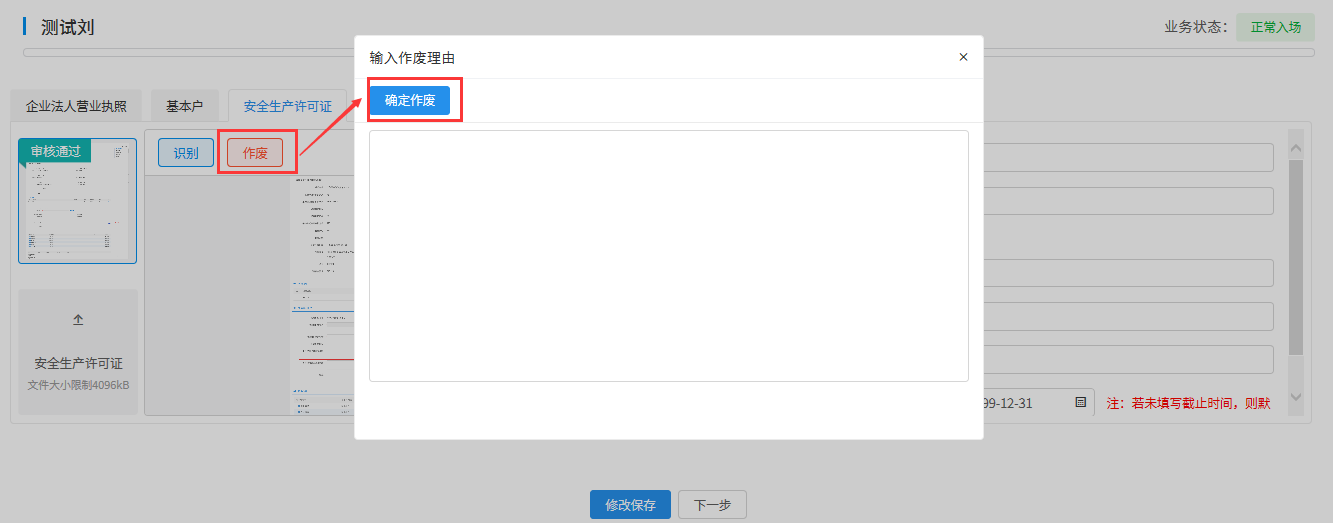 测试刘
业务状态：
正常入场
输入作废理由
×
确定作废
企业法人营业执照
基本户
安全生产许可证
审核通过
识别
作废
安全生产许可证
文件大小限制4096kB
99-12-31
注：若未填写截止时间，则默
修改保存
下一步